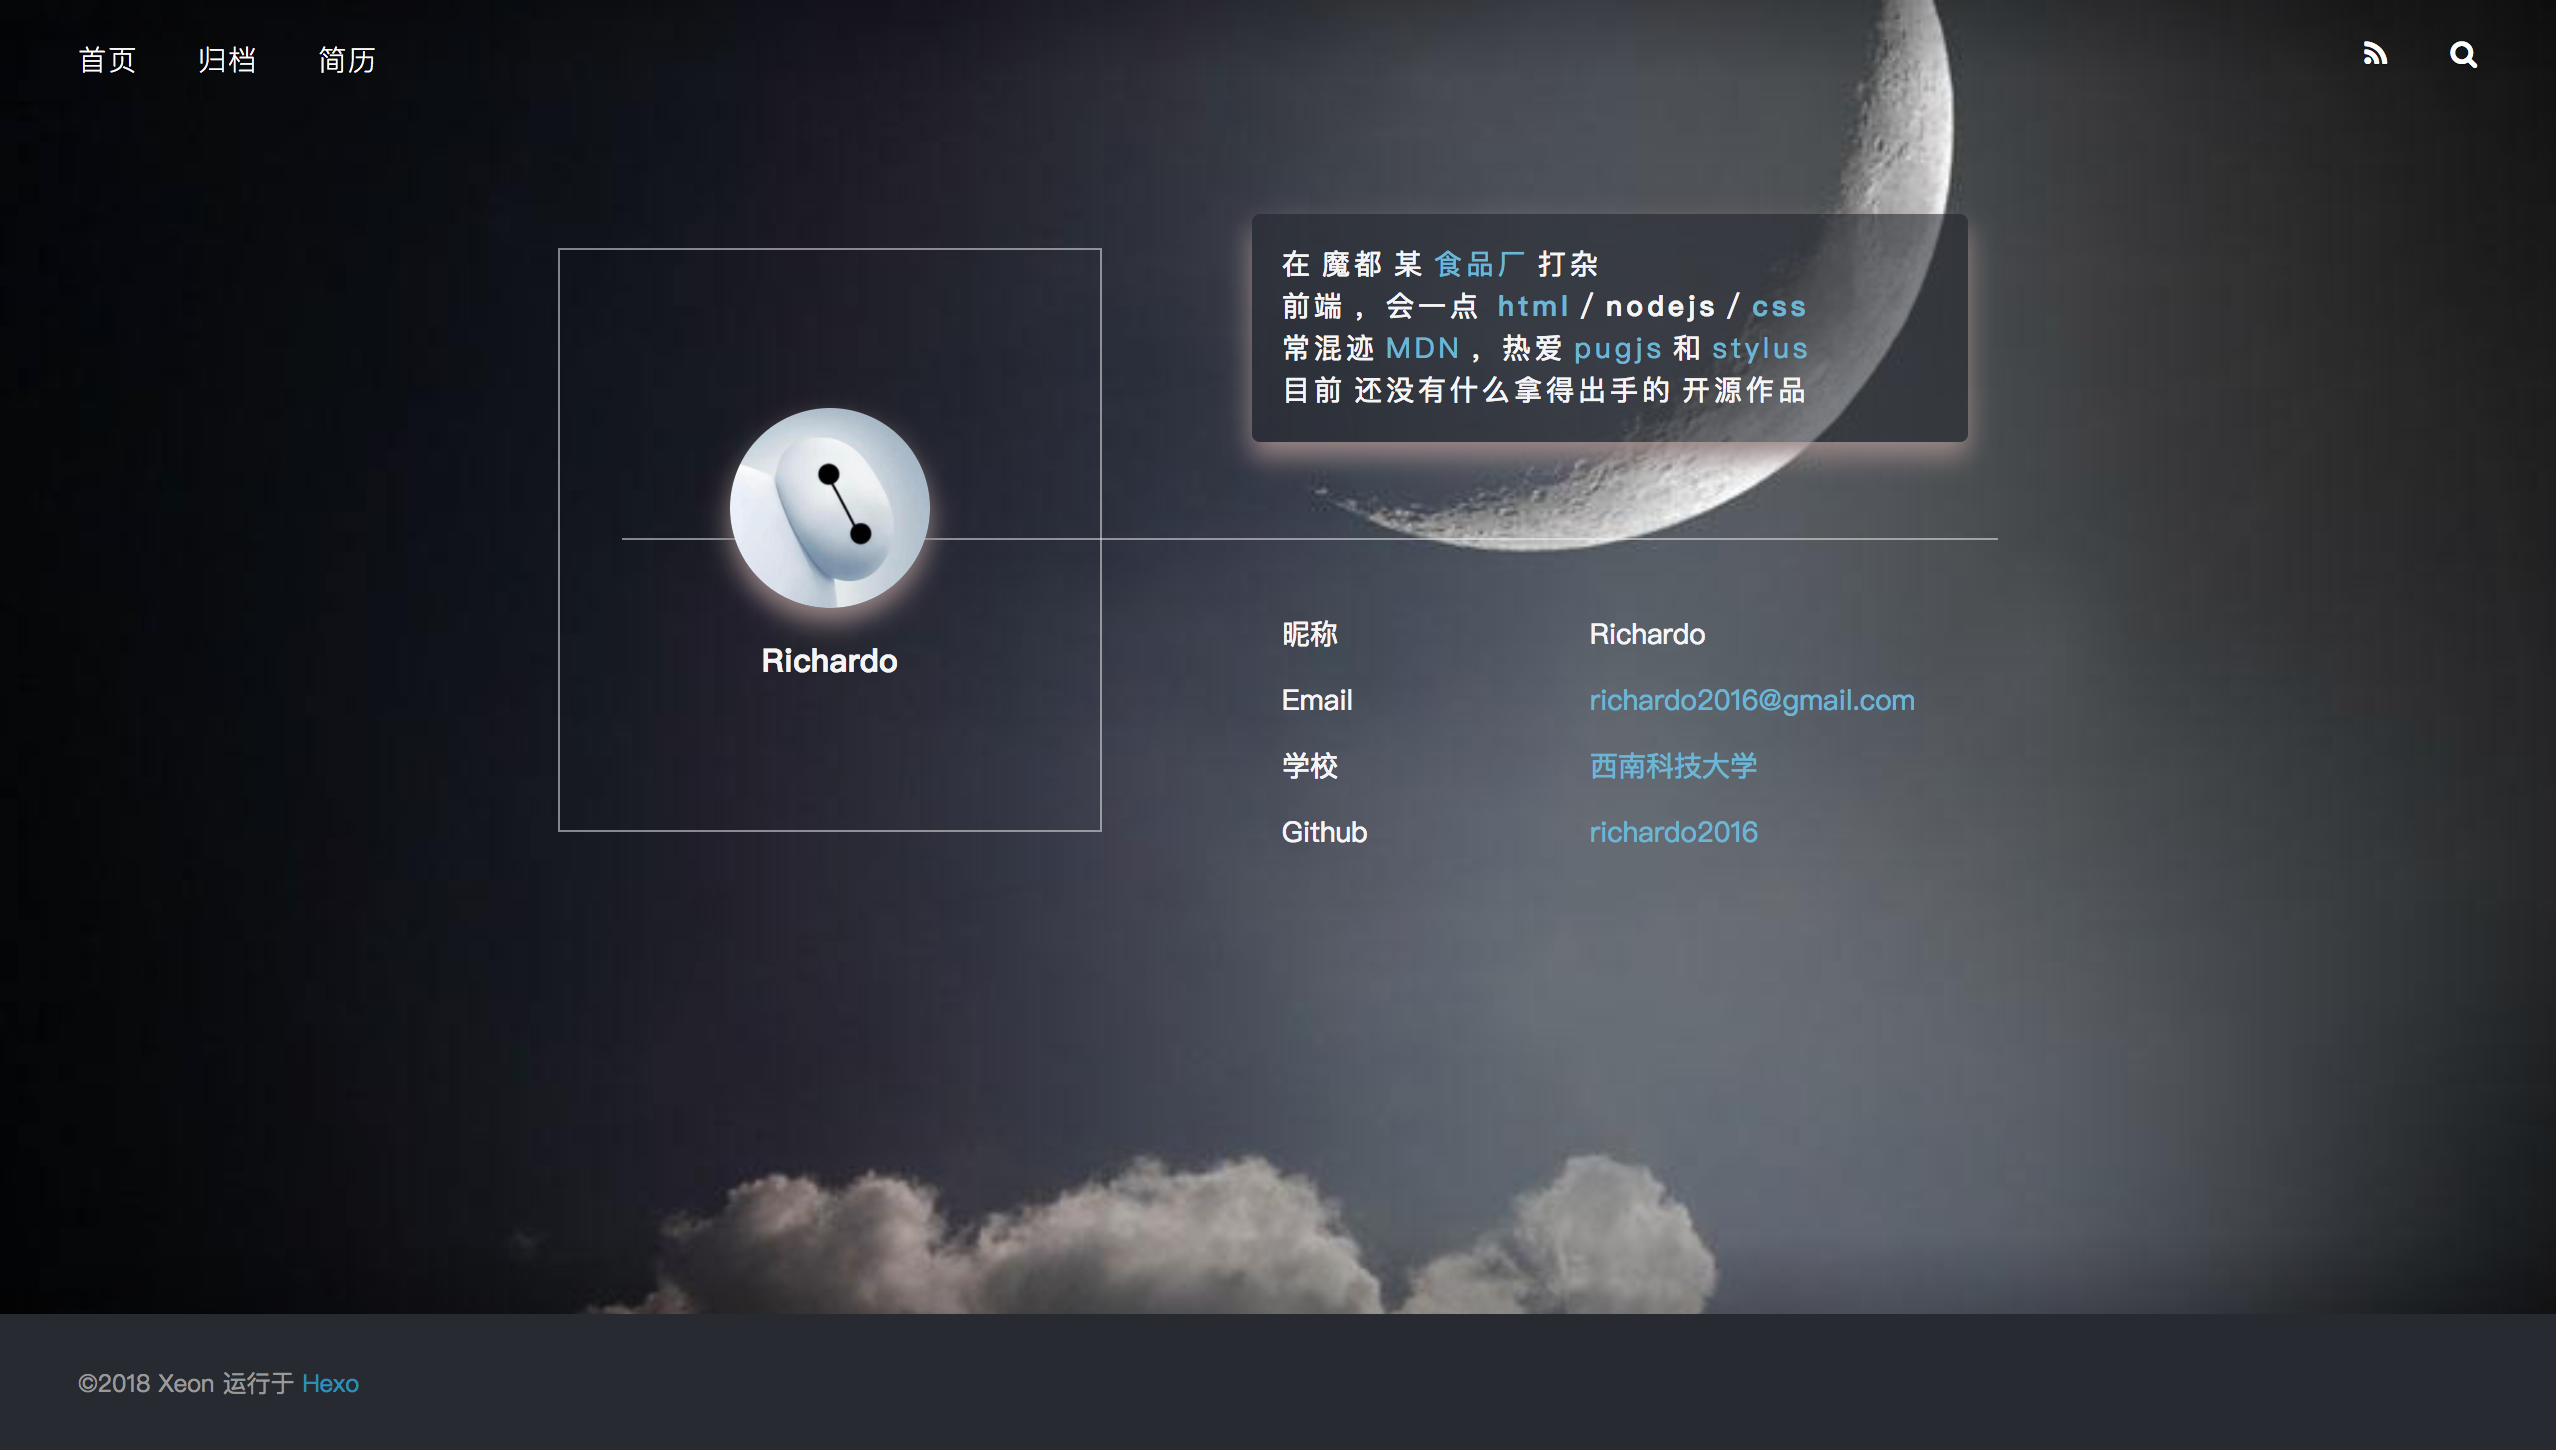 首页 归档 简历
在 魔都 某 食品厂 打杂
前端 ，会一点 html / nodejs / css
常混迹 MDN ，热爱 pugjs 和 stylus
目前 还没有什么拿得出手的 开源作品
Richardo
昵称 Richardo
Email richardo2016@gmail.com
学校 西南科技大学
Github richardo2016
©2018 Xeon 运行于 Hexo